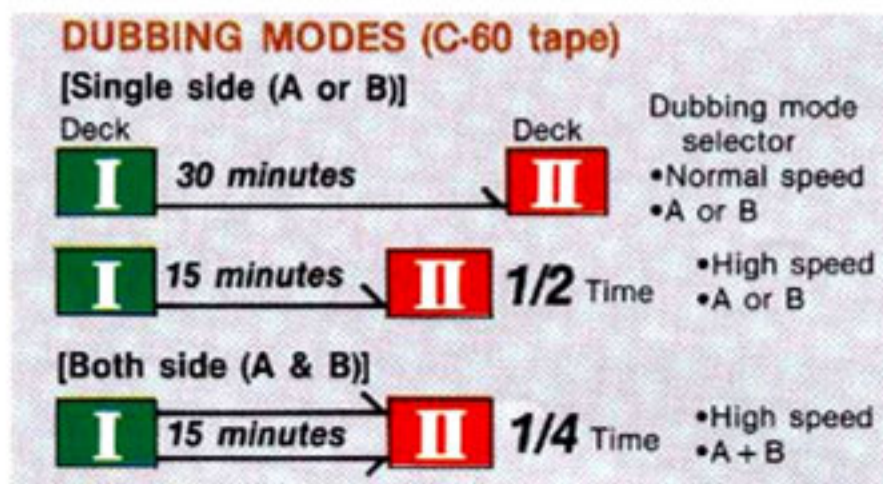 DUBBING MODES (C-60 tape)
[Single side (A or B)]
Deck
Deck
I
30 minutes
II
Dubbing mode
selector
•Normal speed
•A or B
I
15 minutes
II
1/2 Time
•High speed
•A or B
[Both side (A & B)]
I
15 minutes
II
1/4 Time
•High speed
•A+B